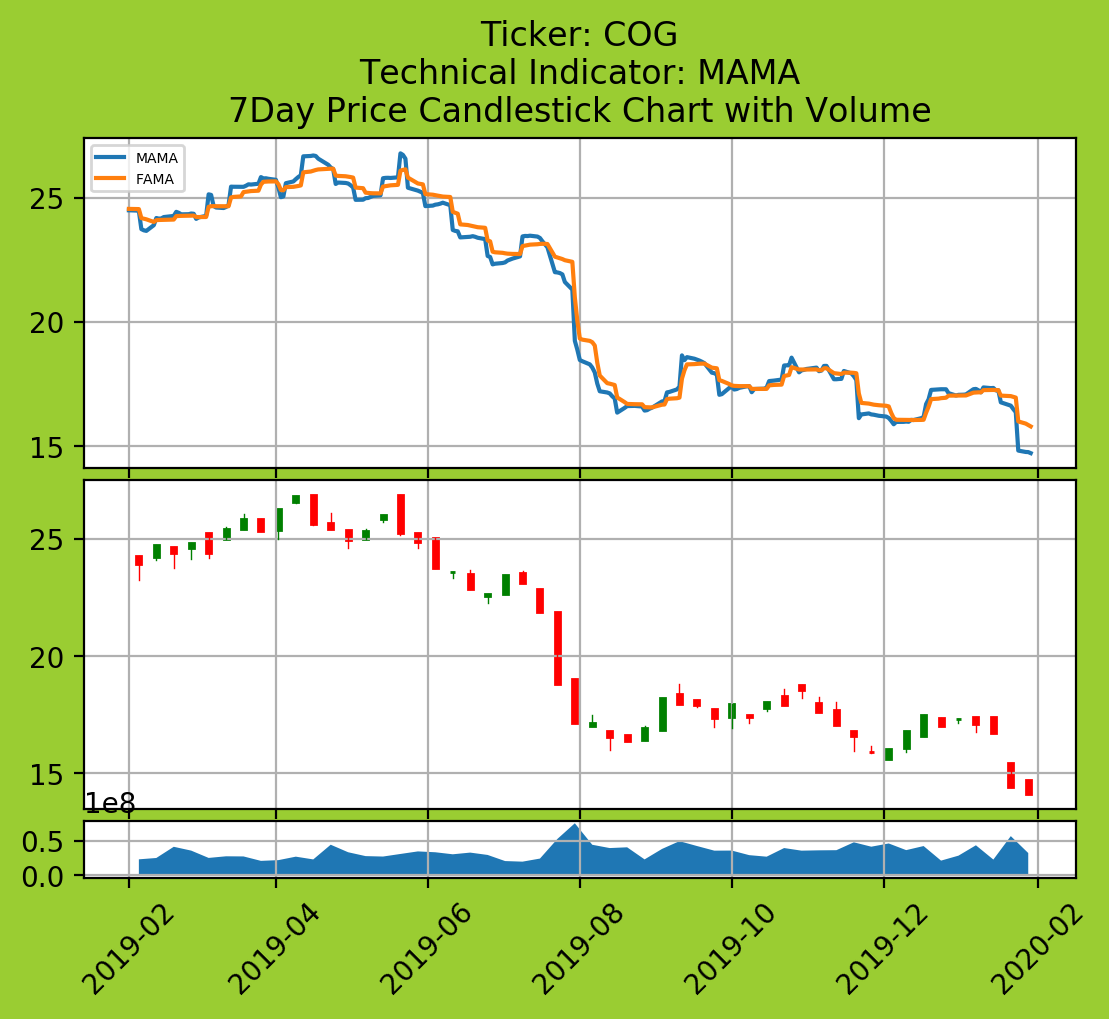 Ticker: COG
Technical Indicator: MAMA
7Day Price Candlestick Chart with Volume
MAMA
FAMA
25
20
15
25
20
15
1e8
0.5
0.0
2019-02
2019-04
2019-06
2019-08
2019-10
2019-12
2020-02